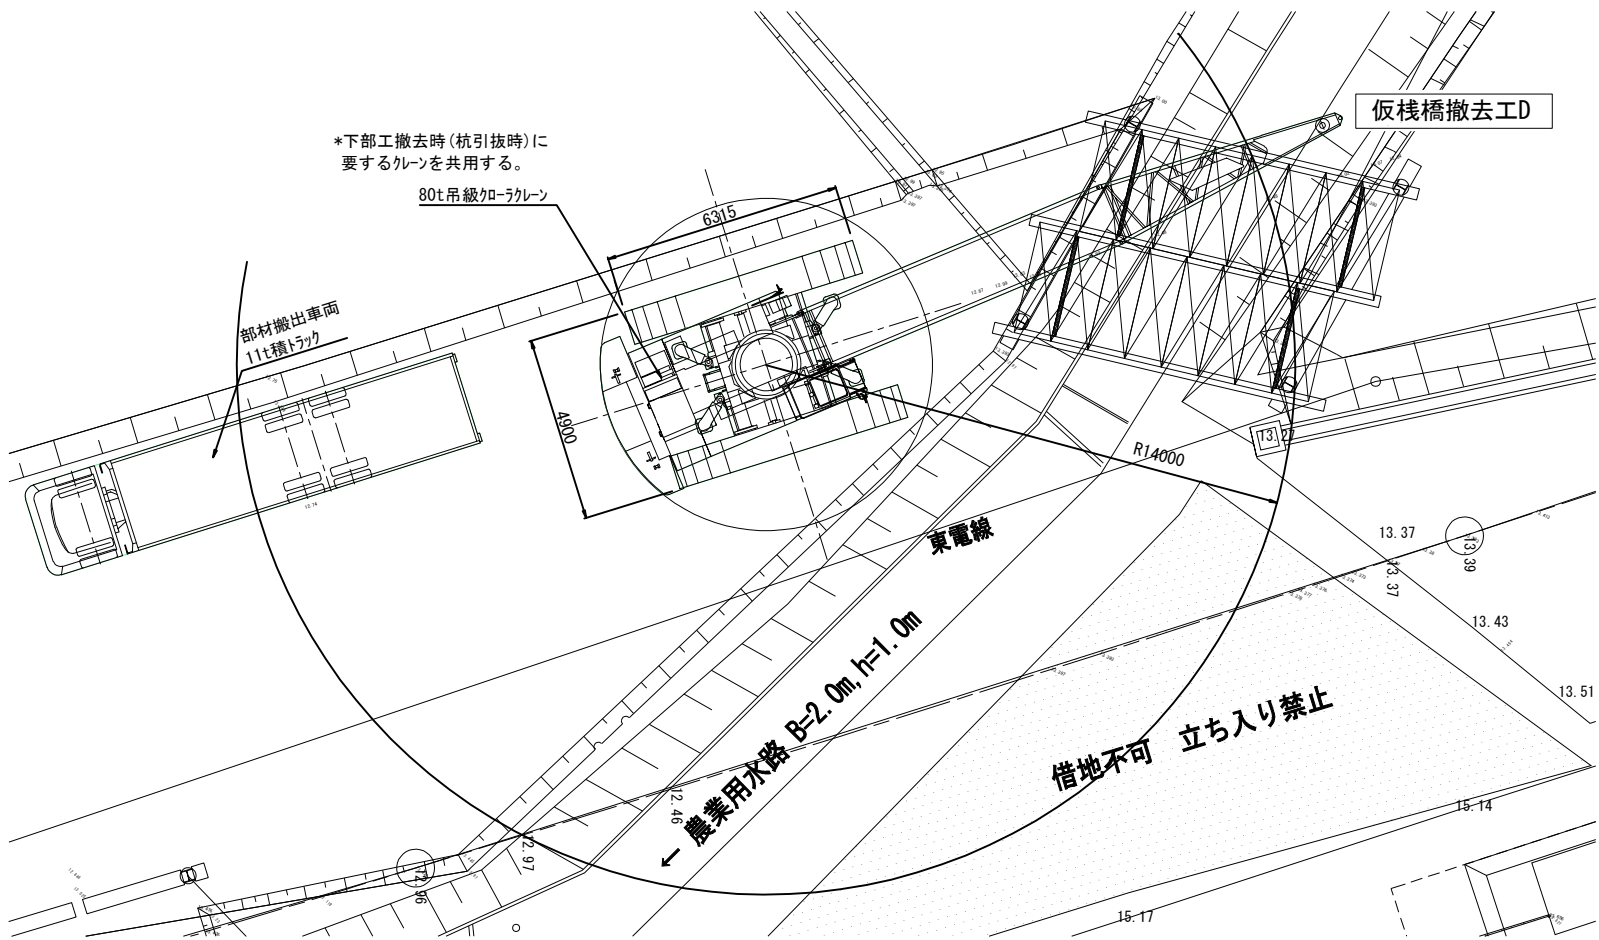 仮桟橋撤去工D
*下部工撤去時(杭引抜時)に
要するｸﾚｰﾝを共用する。
80t吊級ｸﾛｰﾗｸﾚｰﾝ
6315
部材搬出車両
11t積ﾄﾗｯｸ
4900
R14000
13.27
東電線
13.37
13.39
13.37
13.43
13.51
← 農業用水路 B=2.0m,h=1.0m
借地不可　立ち入り禁止
12.46
15.14
12.97
12.96
15.17